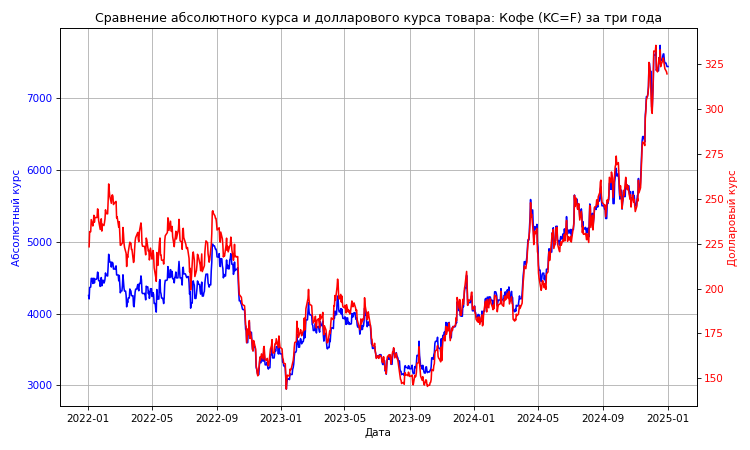 Сравнение абсолютного курса и долларового курса товара: Кофе (KC=F) за три года
Абсолютный курс
7000
6000
5000
4000
3000
325
300
275
250
225
200
175
150
Долларовый курс
2022-01 2022-05 2022-09 2023-01 2023-05 2023-09 2024-01 2024-05 2024-09 2025-01
Дата